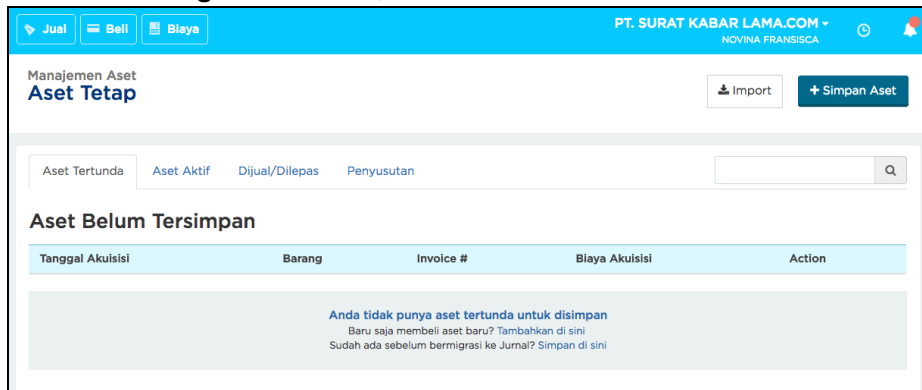 Jual Beli Biaya PT. SURAT KABAR LAMA.COM
NOVINA FRANSISCA
Manajemen Aset
Aset Tetap
Import + Simpan Aset
Aset Tertunda Aset Aktif Dijual/Dilepas Penyusutan
Aset Belum Tersimpan
Tanggal Akuisisi Barang Invoice # Biaya Akuisisi Action
Anda tidak punya aset tertunda untuk disimpan
Baru saja membeli aset baru? Tambahkan di sini
Sudah ada sebelum bermigrasi ke Jurnal? Simpan di sini